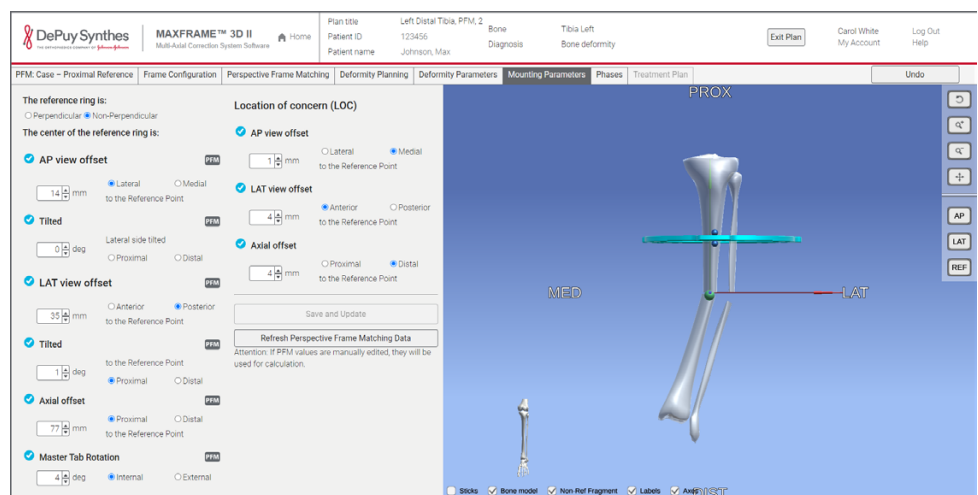 DePuy Synthes
THE ORTHOPAEDICS COMPANY OF Johnson & Johnson
MAXFRAME™ 3D II
Multi-Axial Correction System Software
Home
Plan title Left Distal Tibia, PFM, 2
Patient ID 123456
Patient name Johnson, Max
Bone Tibia Left
Diagnosis Bone deformity
Exit Plan
Carol White
My Account
Log Out
Help
PFM: Case – Proximal Reference Frame Configuration Perspective Frame Matching Deformity Planning Deformity Parameters Mounting Parameters Phases Treatment Plan
Undo
The reference ring is:
Perpendicular Non-Perpendicular
The center of the reference ring is:
AP view offset PFM
14 mm Lateral Medial
to the Reference Point
Tilted PFM
0 deg Lateral side tilted
Proximal Distal
LAT view offset PFM
35 mm Anterior Posterior
to the Reference Point
Tilted PFM
1 deg to the Reference Point
Proximal Distal
Axial offset PFM
77 mm Proximal Distal
to the Reference Point
Master Tab Rotation PFM
4 deg Internal External
Location of concern (LOC)
AP view offset
1 mm Lateral Medial
to the Reference Point
LAT view offset
4 mm Anterior Posterior
to the Reference Point
Axial offset
4 mm Proximal Distal
to the Reference Point
Save and Update
Refresh Perspective Frame Matching Data
Attention: If PFM values are manually edited, they will be
used for calculation.
PROX
MED
LAT
DIST
AP
LAT
REF
Sticks Bone model Non-Ref Fragment Labels Axes